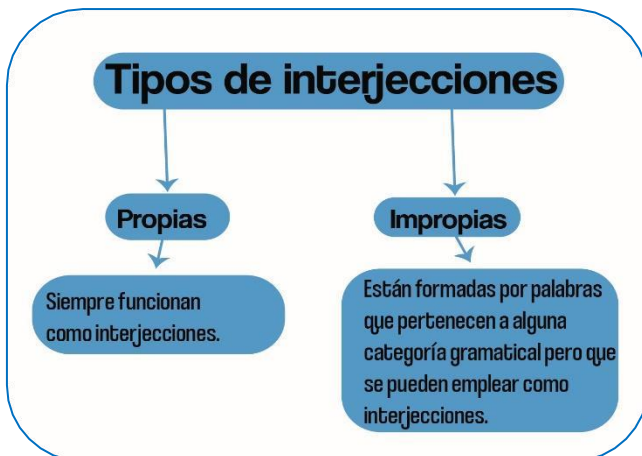 Tipos de interjecciones
Propias
Impropias
Siempre funcionan
como interjecciones.
Están formadas por palabras
que pertenecen a alguna
categoría gramatical pero que
se pueden emplear como
interjecciones.